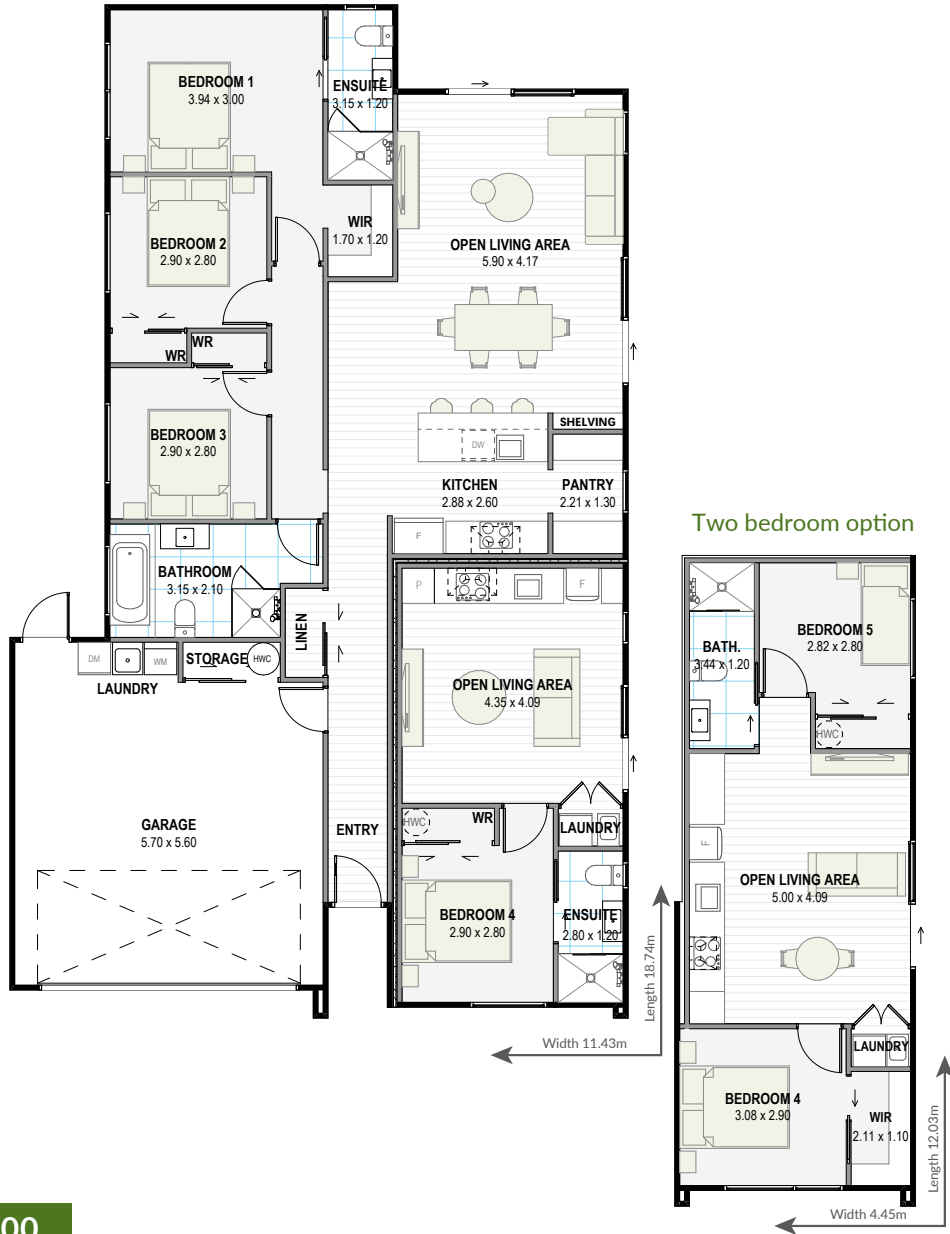 BEDROOM 1
3.94 x 3.00
ENSUITE
3.15 x 1.20
WIR
1.70 x 1.20
BEDROOM 2
2.90 x 2.80
OPEN LIVING AREA
5.90 x 4.17
WR
WR
BEDROOM 3
2.90 x 2.80
SHELVING
DW
KITCHEN
2.88 x 2.60
PANTRY
2.21 x 1.30
F
BATHROOM
3.15 x 2.10
LINEN
DM
WM
LAUNDRY
STORAGE
HWC
P
F
OPEN LIVING AREA
4.35 x 4.09
GARAGE
5.70 x 5.60
ENTRY
HWC
WR
LAUNDRY
BEDROOM 4
2.90 x 2.80
ENSUITE
2.80 x 1.20
Length 18.74m
Width 11.43m
Two bedroom option
BATH.
3.44 x 1.20
BEDROOM 5
2.82 x 2.80
HWC
F
OPEN LIVING AREA
5.00 x 4.09
LAUNDRY
BEDROOM 4
3.08 x 2.90
WIR
2.11 x 1.10
Length 12.03m
Width 4.45m
00